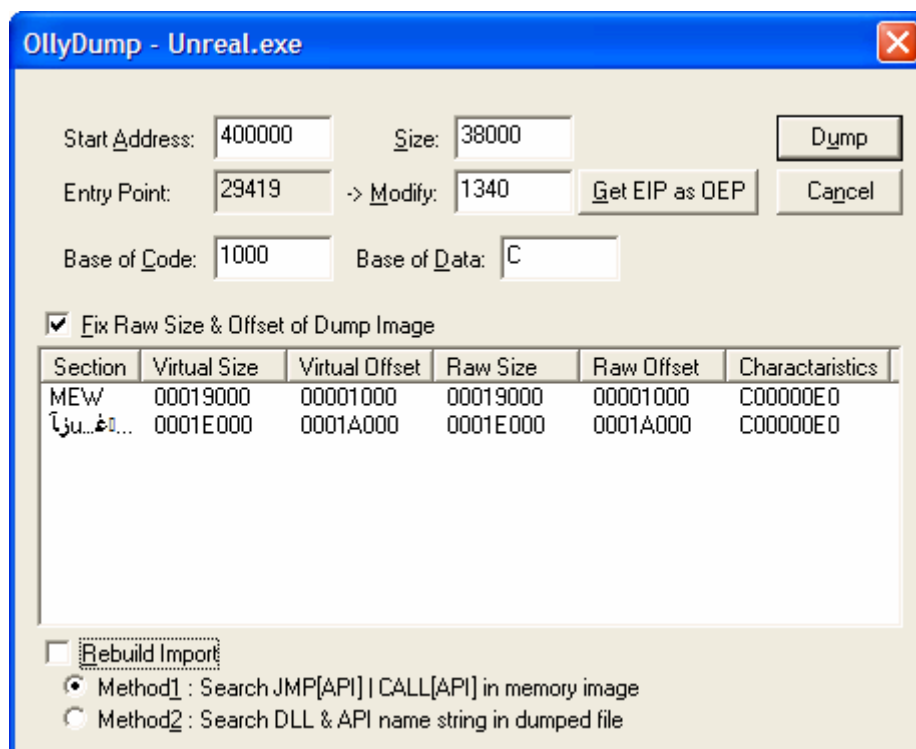 OllyDump - Unreal.exe
Start Address: 400000 Size: 38000 Dump
Entry Point: 29419 -> Modify: 1340 Get EIP as OEP Cancel
Base of Code: 1000 Base of Data: C
Fix Raw Size & Offset of Dump Image
Section Virtual Size Virtual Offset Raw Size Raw Offset Charactaristics
MEW 00019000 00001000 00019000 00001000 C00000E0
0001E000 0001A000 0001E000 0001A000 C00000E0
Rebuild Import
Method1 : Search JMP[API] | CALL[API] in memory image
Method2 : Search DLL & API name string in dumped file